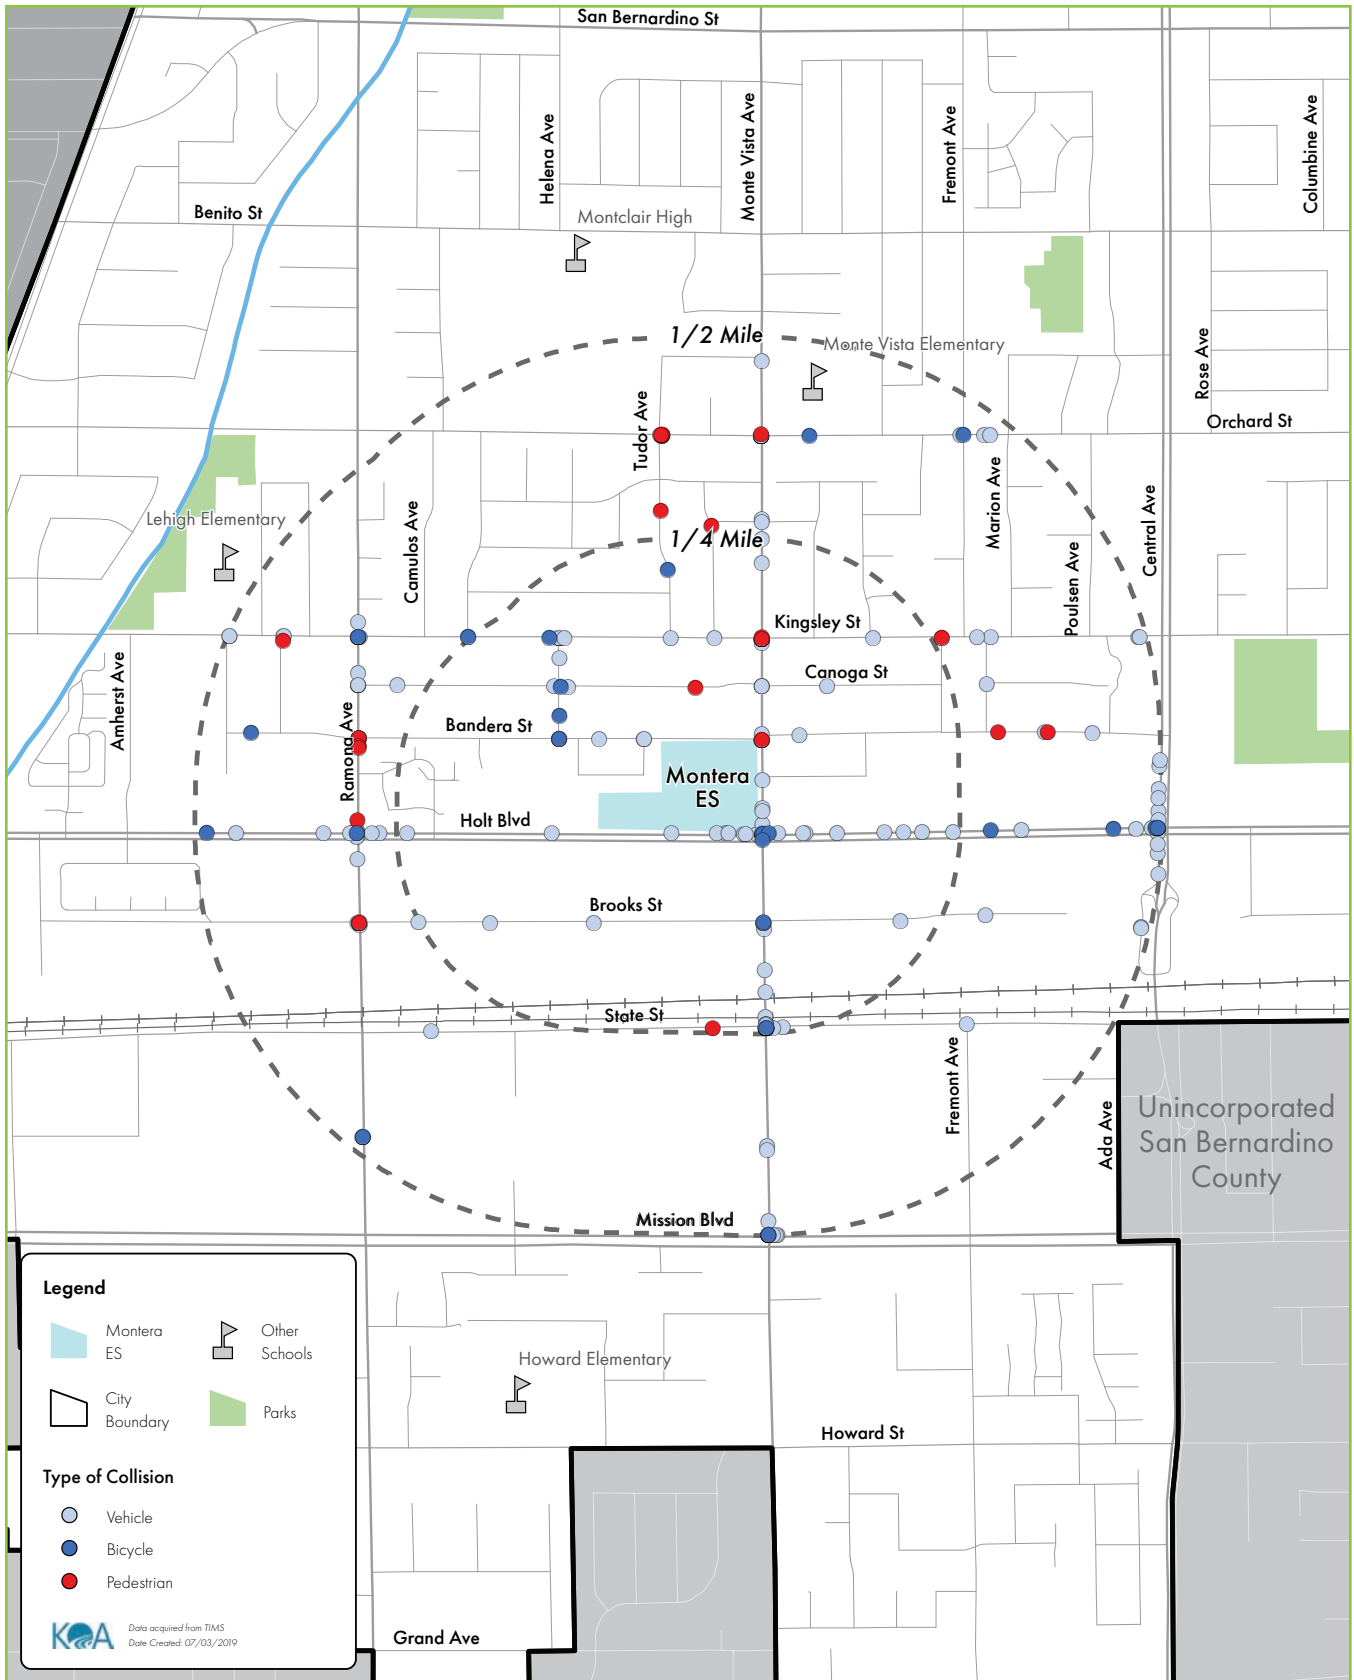 San Bernardino St
Helena Ave
Monte Vista Ave
Fremont Ave
Columbine Ave
Benito St
Montclair High
1/2 Mile
Monte Vista Elementary
Rose Ave
Tudor Ave
Orchard St
Marion Ave
Central Ave
Lehigh Elementary
Camulos Ave
1/4 Mile
Poulsen Ave
Kingsley St
Amherst Ave
Canoga St
Ramona Ave
Bandera St
Montera
ES
Holt Blvd
Brooks St
State St
Fremont Ave
Ada Ave
Unincorporated
San Bernardino
County
Mission Blvd
Legend
Montera
ES
Other
Schools
City
Boundary
Parks
Howard Elementary
Howard St
Type of Collision
Vehicle
Bicycle
Pedestrian
KOA
Data acquired from TIMS
Date Created: 07/03/2019
Grand Ave